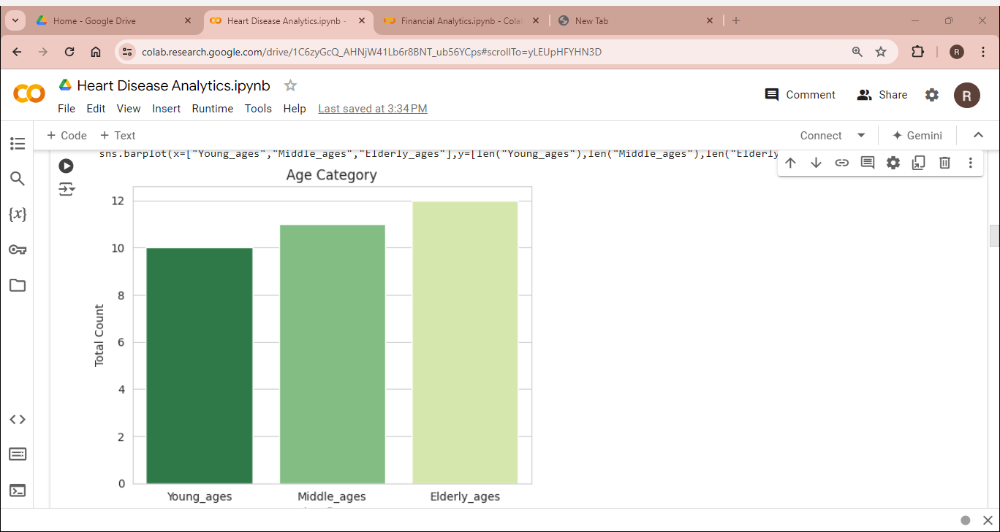 Home - Google Drive
Heart Disease Analytics.ipynb -
Financial Analytics.ipynb - Cola
New Tab
colab.research.google.com/drive/1C6zyGcQ_AHNjW41Lb6r8BNT_ub56YCps#scrollTo=yLEUpHFYHN3D
R
Heart Disease Analytics.ipynb
Comment
Share
R
File Edit View Insert Runtime Tools Help Last saved at 3:34 PM
+ Code + Text
Connect
Gemini
sns.barplot(x=["Young_ages","Middle_ages","Elderly_ages"],y=[len("Young_ages"),len("Middle_ages"),len("Elderly
{x}
Age Category
12
10
8
6
4
2
0
Total Count
Young_ages Middle_ages Elderly_ages